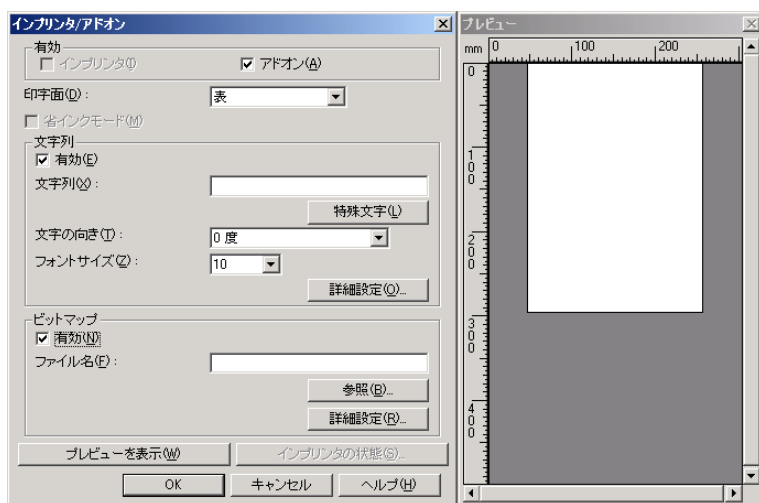 インプリンタ/アドオン
有効
インプリンタ(I)
アドオン(A)
印字面(D):
表
省インクモード(M)
文字列
有効(E)
文字列(X):
特殊文字(L)
文字の向き(T):
0 度
フォントサイズ(Z):
10
詳細設定(O)...
ビットマップ
有効(N)
ファイル名(F):
参照(B)...
詳細設定(R)...
プレビューを表示(W)
インプリンタの状態(S)...
OK
キャンセル
ヘルプ(H)
プレビュー
mm
0 100 200
0
100
200
300
400